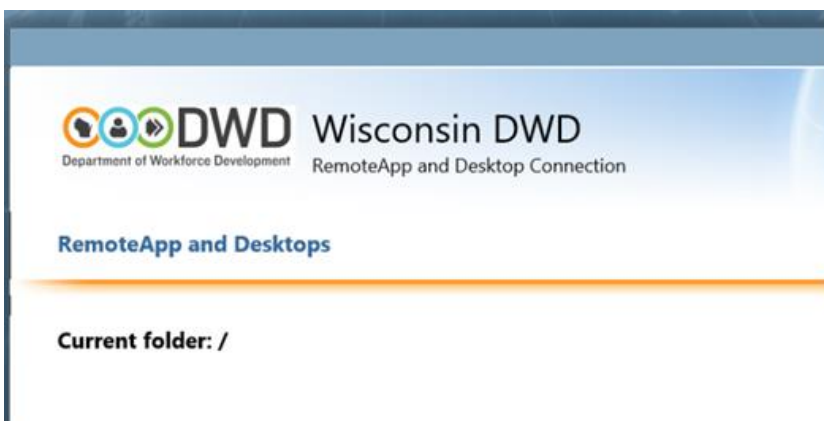 DWD
Department of Workforce Development
Wisconsin DWD
RemoteApp and Desktop Connection
RemoteApp and Desktops
Current folder: /